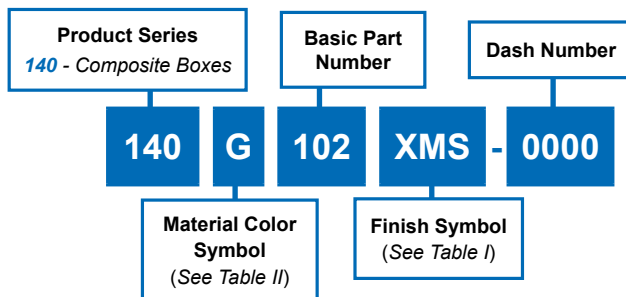 Product Series
140 - Composite Boxes
Basic Part
Number
Dash Number
140 G 102 XMS - 0000
Material Color
Symbol
(See Table II)
Finish Symbol
(See Table I)